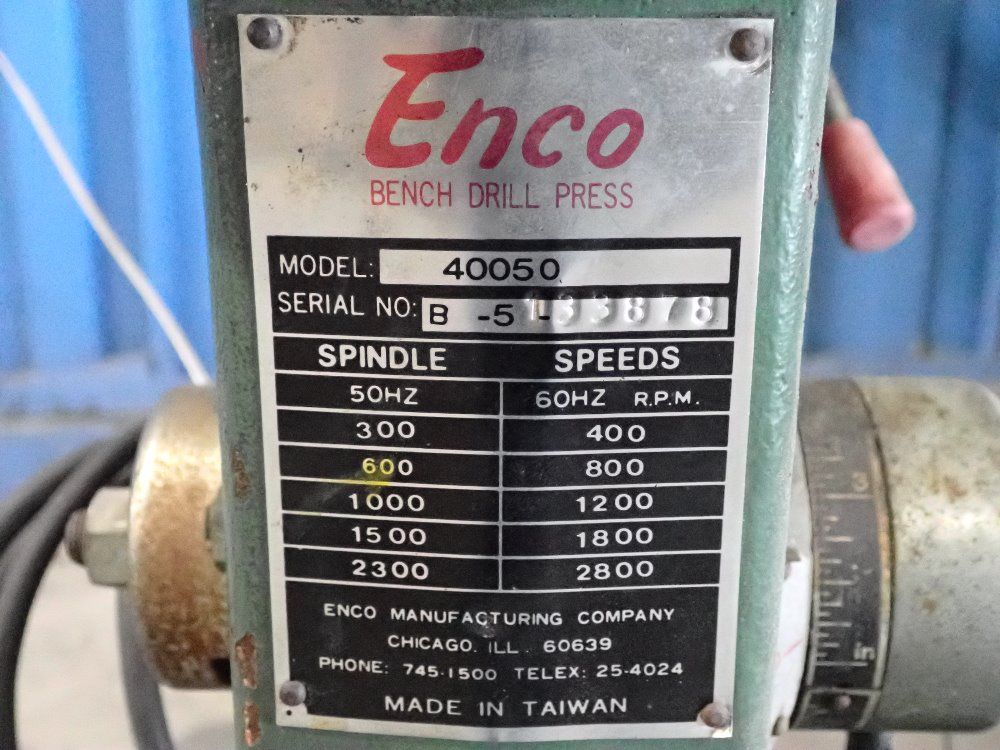 Enco
BENCH DRILL PRESS
MODEL: 40050
SERIAL NO: B -5 -133878
SPINDLE SPEEDS
50HZ 60HZ R.P.M.
300 400
600 800
1000 1200
1500 1800
2300 2800
ENCO MANUFACTURING COMPANY
CHICAGO. ILL. 60639
PHONE: 745-1500 TELEX: 25-4024
MADE IN TAIWAN
in